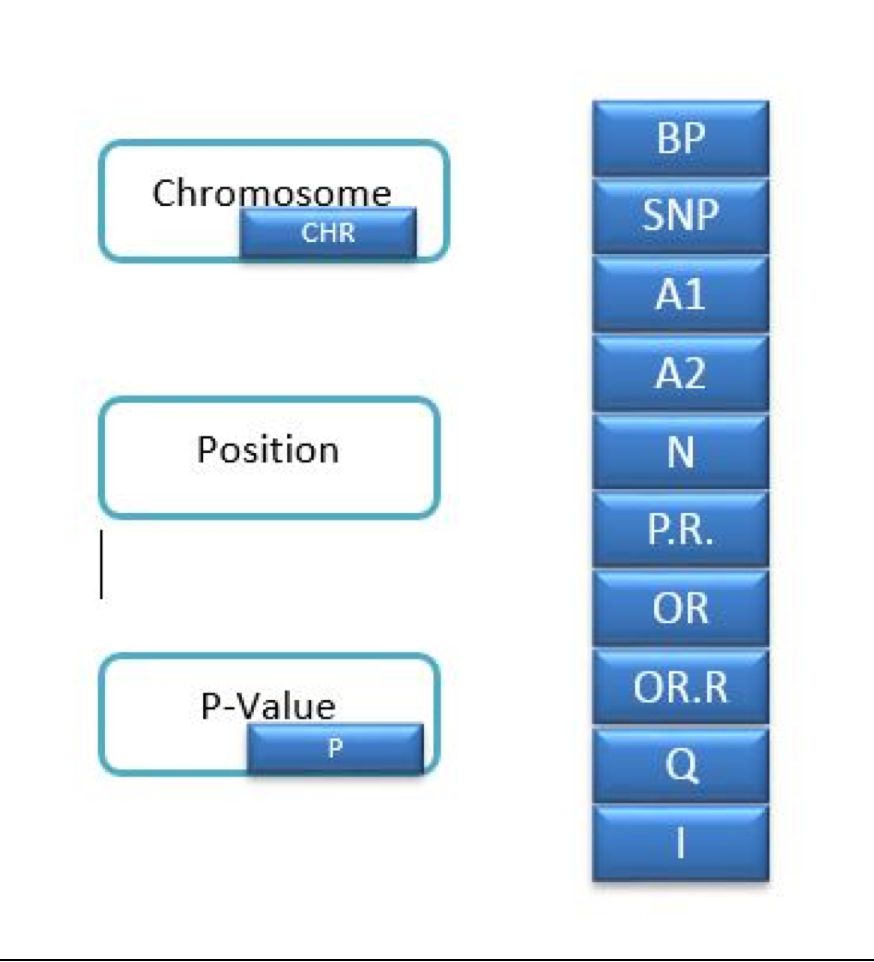 Chromosome
CHR
Position
P-Value
P
BP
SNP
A1
A2
N
P.R.
OR
OR.R
Q
I